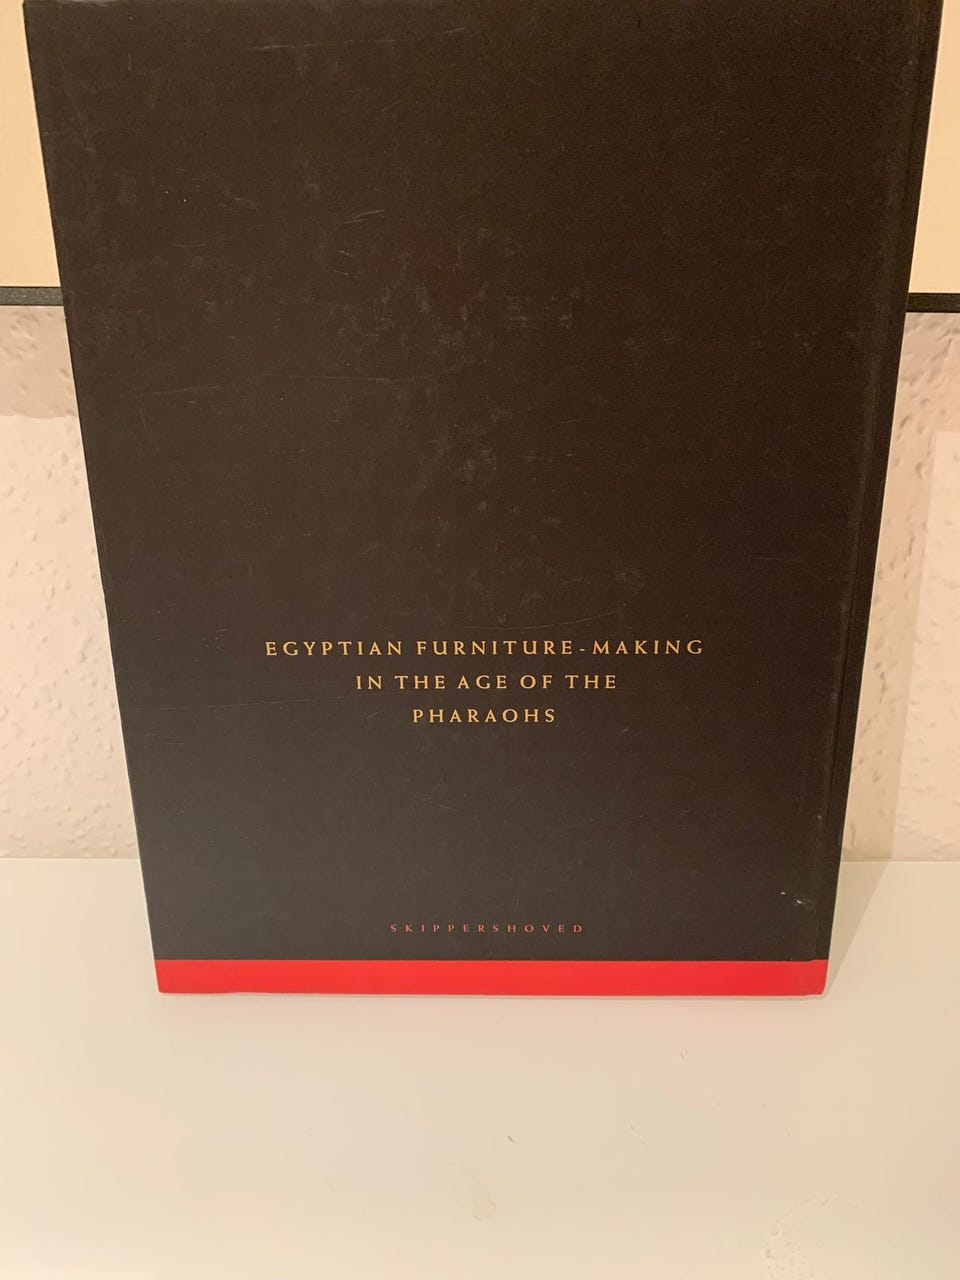 EGYPTIAN FURNITURE-MAKING
IN THE AGE OF THE
PHARAOHS
SKIPPERSHOVED